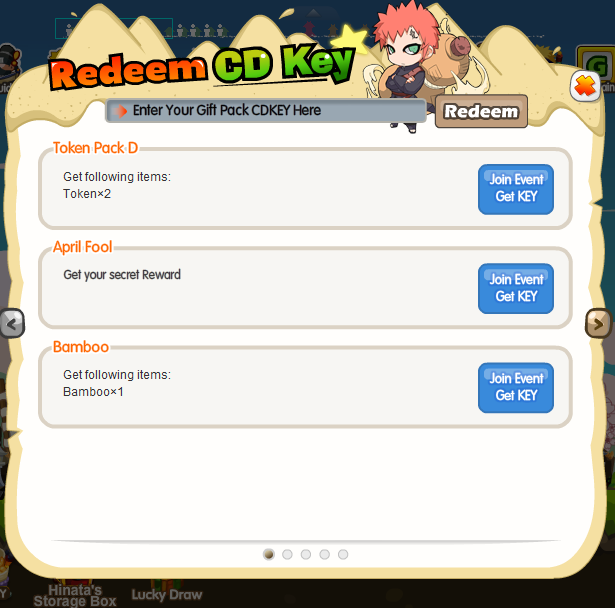 Redeem CD Key
Enter Your Gift Pack CDKEY Here
Redeem
Token Pack D
Get following items:
Token×2
Join Event
Get KEY
April Fool
Get your secret Reward
Join Event
Get KEY
Bamboo
Get following items:
Bamboo×1
Join Event
Get KEY
Hinata's
Storage Box
Lucky Draw